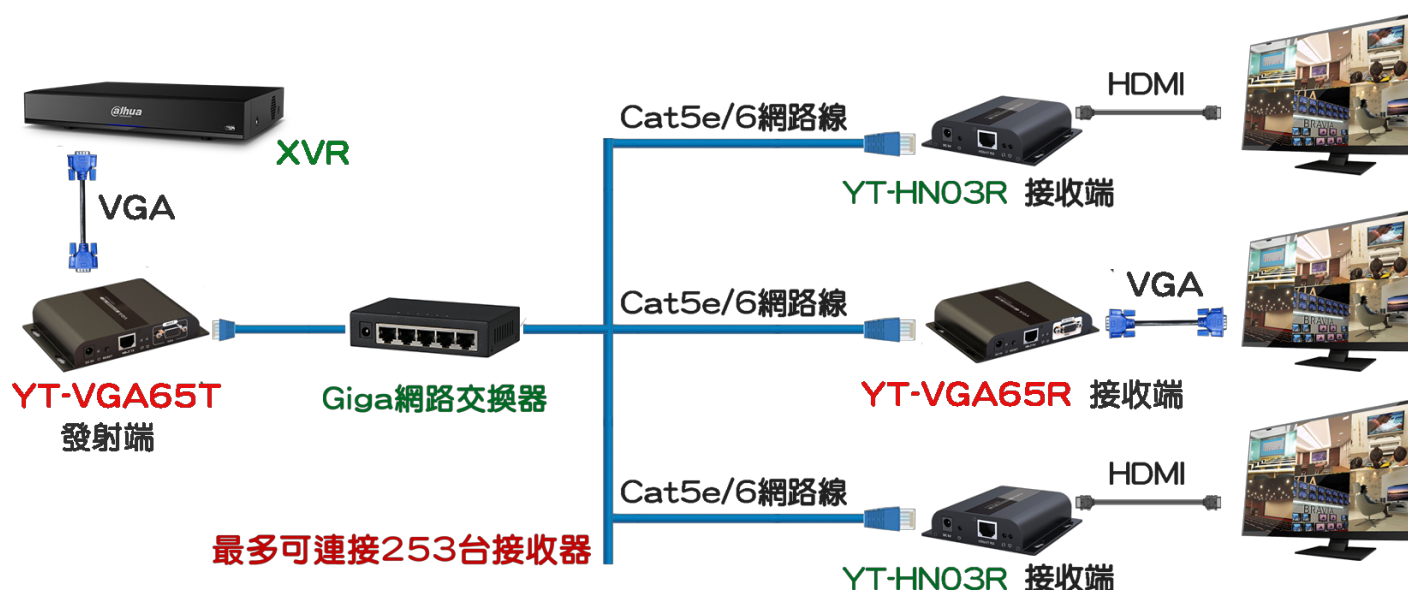 alhua
XVR
VGA
YT-VGA65T
發射端
Giga網路交換器
最多可連接253台接收器
Cat5e/6網路線
YT-HN03R 接收端
HDMI
Cat5e/6網路線
YT-VGA65R 接收端
VGA
Cat5e/6網路線
YT-HN03R 接收端
HDMI
BRAVIA
BRAVIA
BRAVIA